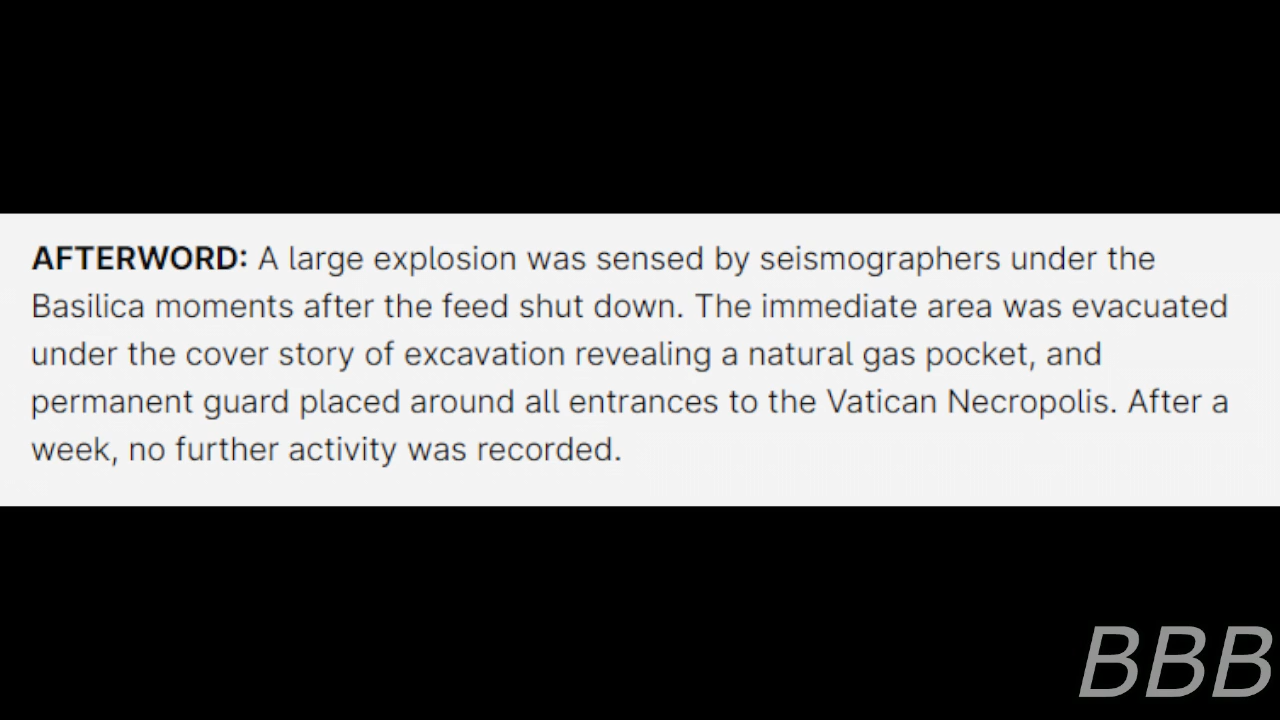 AFTERWORD: A large explosion was sensed by seismographers under the
Basilica moments after the feed shut down. The immediate area was evacuated
under the cover story of excavation revealing a natural gas pocket, and
permanent guard placed around all entrances to the Vatican Necropolis. After a
week, no further activity was recorded.
BBB